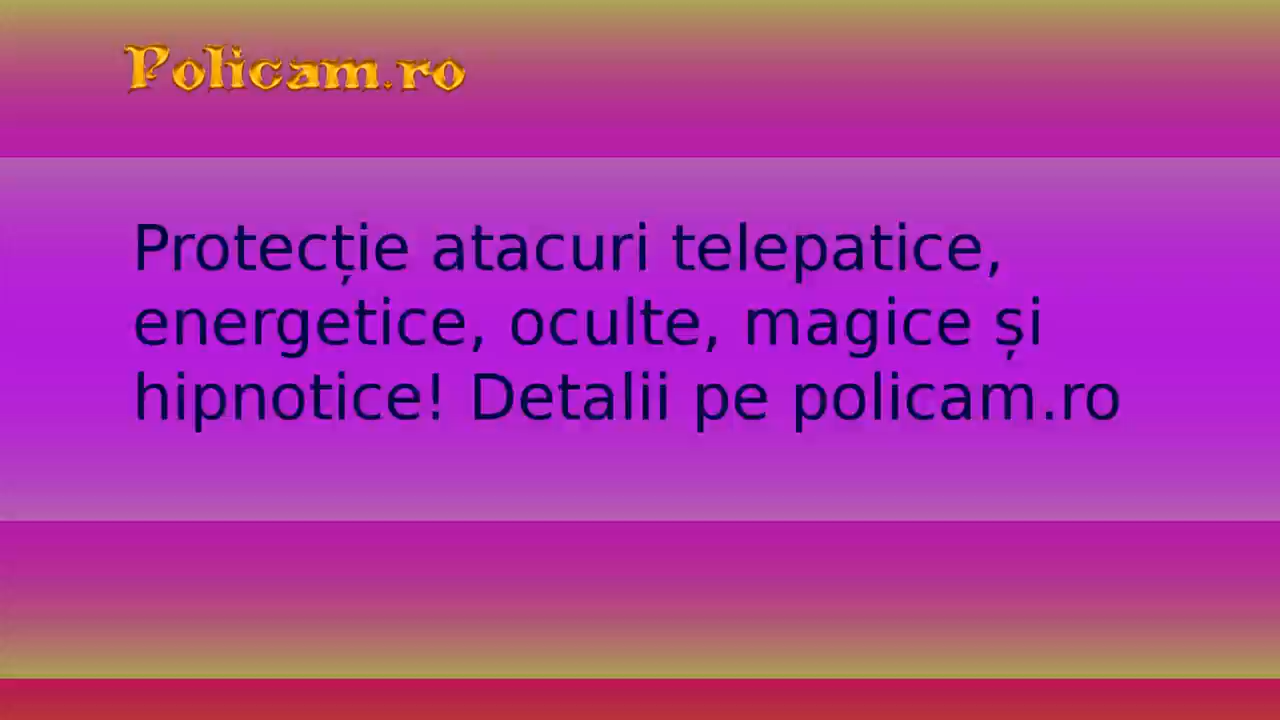 Policam.ro
Protecție atacuri telepatice,
energetice, oculte, magice și
hipnotice! Detalii pe policam.ro